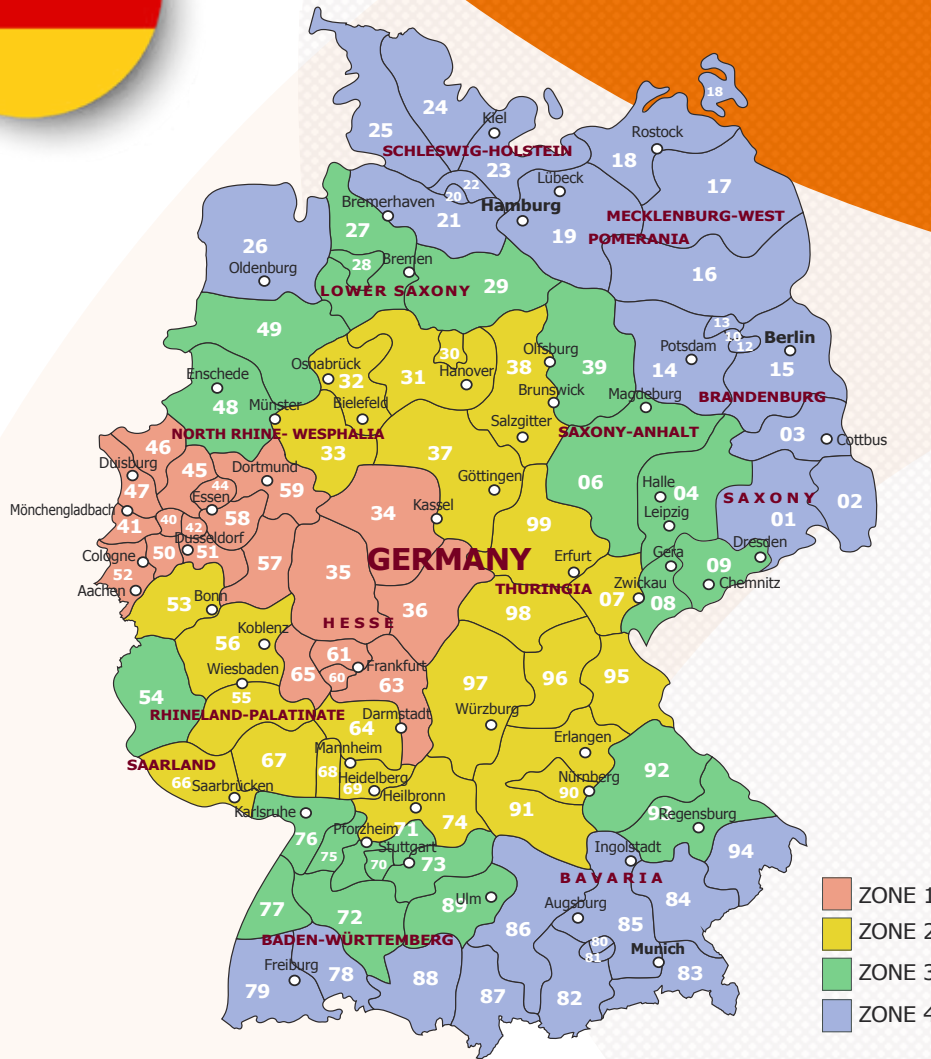 18
24
Kiel
25
Rostock
SCHLESWIG-HOLSTEIN
18
23
17
22
Lübeck
20
Bremerhaven
Hamburg
21
MECKLENBURG-WEST
27
19
POMERANIA
26
Bremen
28
Oldenburg
16
29
LOWER SAXONY
13
49
10
Berlin
12
Olfsburg
Potsdam
30
Osnabrück
31
38
39
14
15
Enschede
32
Hanover
Brunswick
Magdeburg
BRANDENBURG
48
Münster
Bielefeld
Salzgitter
NORTH RHINE- WESPHALIA
SAXONY-ANHALT
03
Cottbus
46
33
37
Duisburg
45
Dortmund
Göttingen
06
Halle
44
04
SAXONY
02
47
Essen
59
Kassel
Leipzig
Mönchengladbach
34
01
41
40
42
58
99
Dusseldorf
Dresden
Cologne
50
51
57
GERMANY
Erfurt
Gera
09
52
35
Zwickau
Chemnitz
Aachen
THURINGIA
07
53
Bonn
36
98
08
HESSE
56
Koblenz
61
Frankfurt
Wiesbaden
65
60
63
96
95
54
55
97
RHINELAND-PALATINATE
Darmstadt
Würzburg
64
Erlangen
Mannheim
SAARLAND
67
68
92
66
Heidelberg
Nürnberg
Saarbrücken
69
90
Heilbronn
Karlsruhe
91
93
Regensburg
74
Pforzheim
71
76
Stuttgart
Ingolstadt
94
75
70
73
BAVARIA
89
Ulm
84
ZONE 1
77
72
Augsburg
86
85
ZONE 2
BADEN-WÜRTTEMBERG
80
Munich
81
Freiburg
78
88
83
ZONE 3
79
87
82
ZONE 4